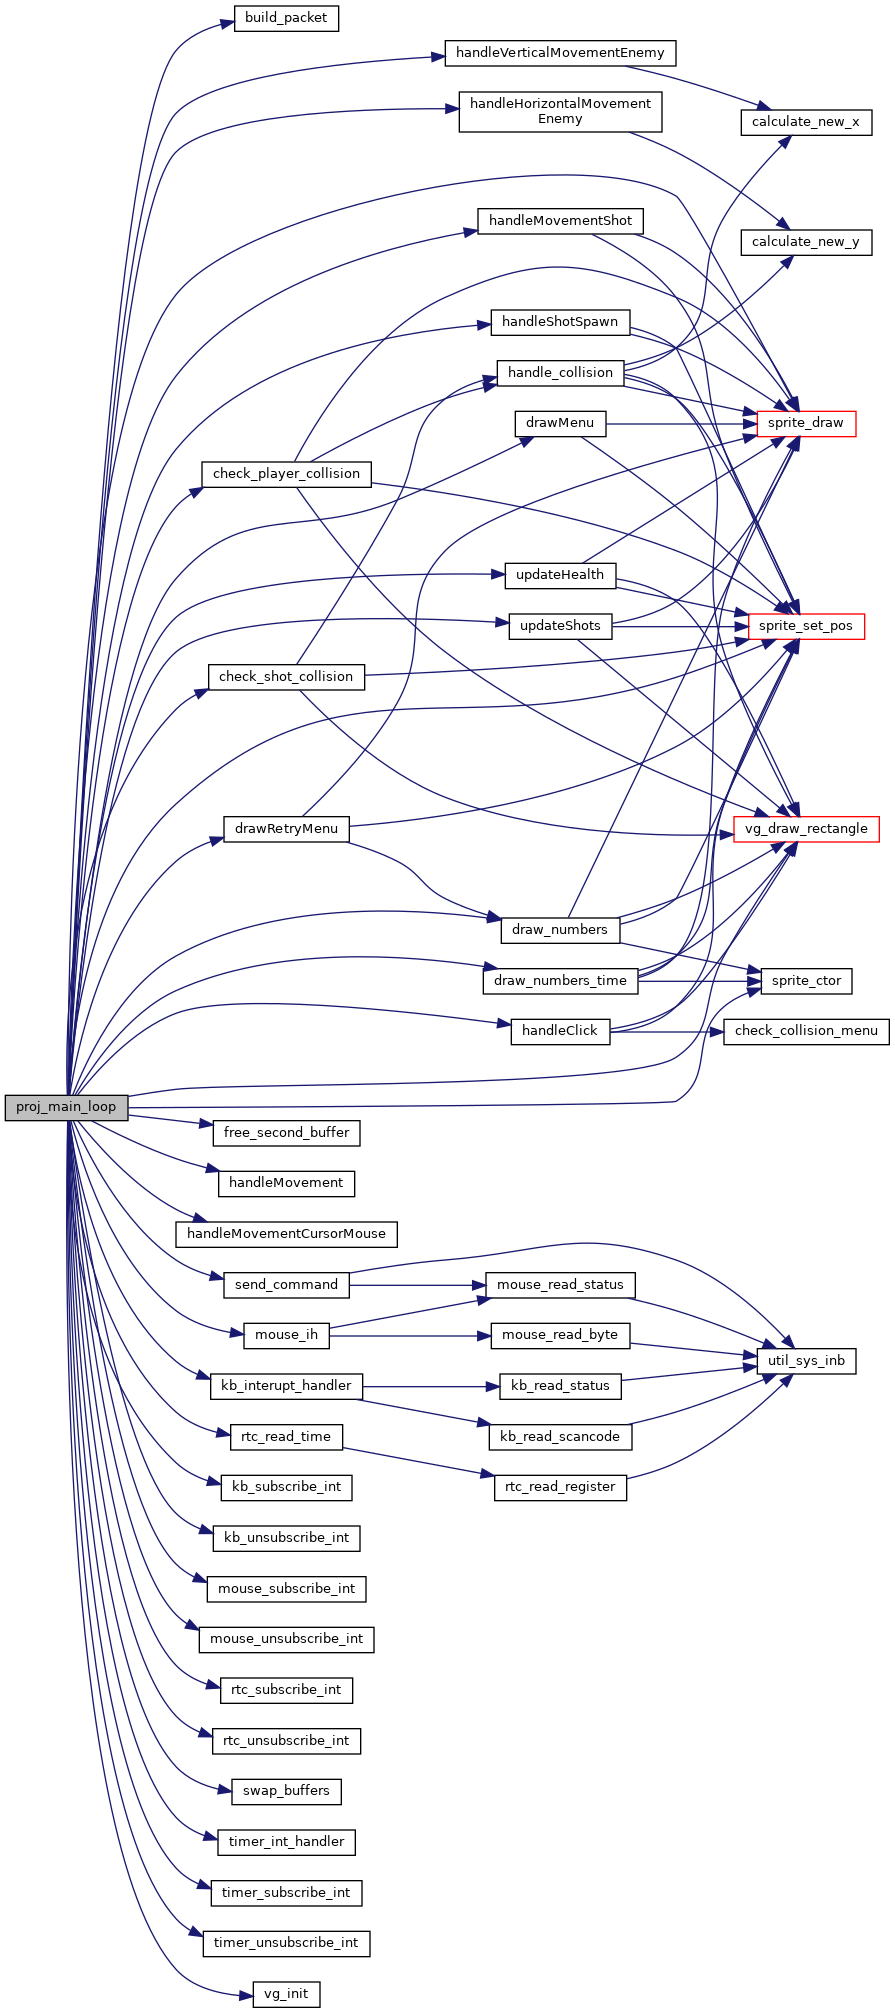 build_packet
handleVerticalMovementEnemy
handleHorizontalMovement
Enemy
calculate_new_x
handleMovementShot
calculate_new_y
handleShotSpawn
handle_collision
drawMenu
sprite_draw
check_player_collision
updateHealth
updateShots
sprite_set_pos
check_shot_collision
drawRetryMenu
vg_draw_rectangle
draw_numbers
draw_numbers_time
sprite_ctor
handleClick
check_collision_menu
proj_main_loop
free_second_buffer
handleMovement
handleMovementCursorMouse
send_command
mouse_read_status
mouse_ih
mouse_read_byte
util_sys_inb
kb_interupt_handler
kb_read_status
rtc_read_time
kb_read_scancode
kb_subscribe_int
rtc_read_register
kb_unsubscribe_int
mouse_subscribe_int
mouse_unsubscribe_int
rtc_subscribe_int
rtc_unsubscribe_int
swap_buffers
timer_int_handler
timer_subscribe_int
timer_unsubscribe_int
vg_init